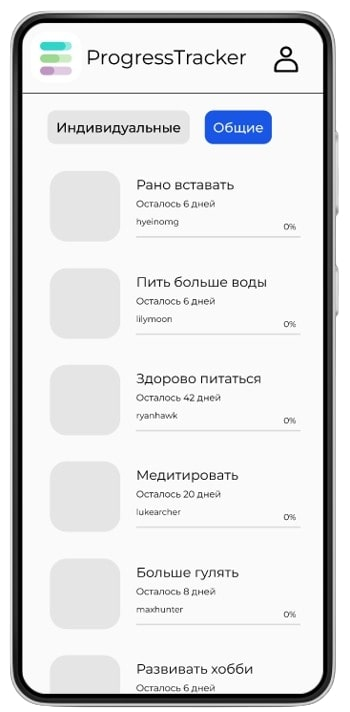 ProgressTracker
Индивидуальные
Общие
Рано вставать
Осталось 6 дней
hyeinomg
0%
Пить больше воды
Осталось 6 дней
lilymoon
0%
Здорово питаться
Осталось 42 дней
ryanhawk
0%
Медитировать
Осталось 20 дней
lukearcher
0%
Больше гулять
Осталось 8 дней
maxhunter
0%
Развивать хобби
Осталось 6 дней